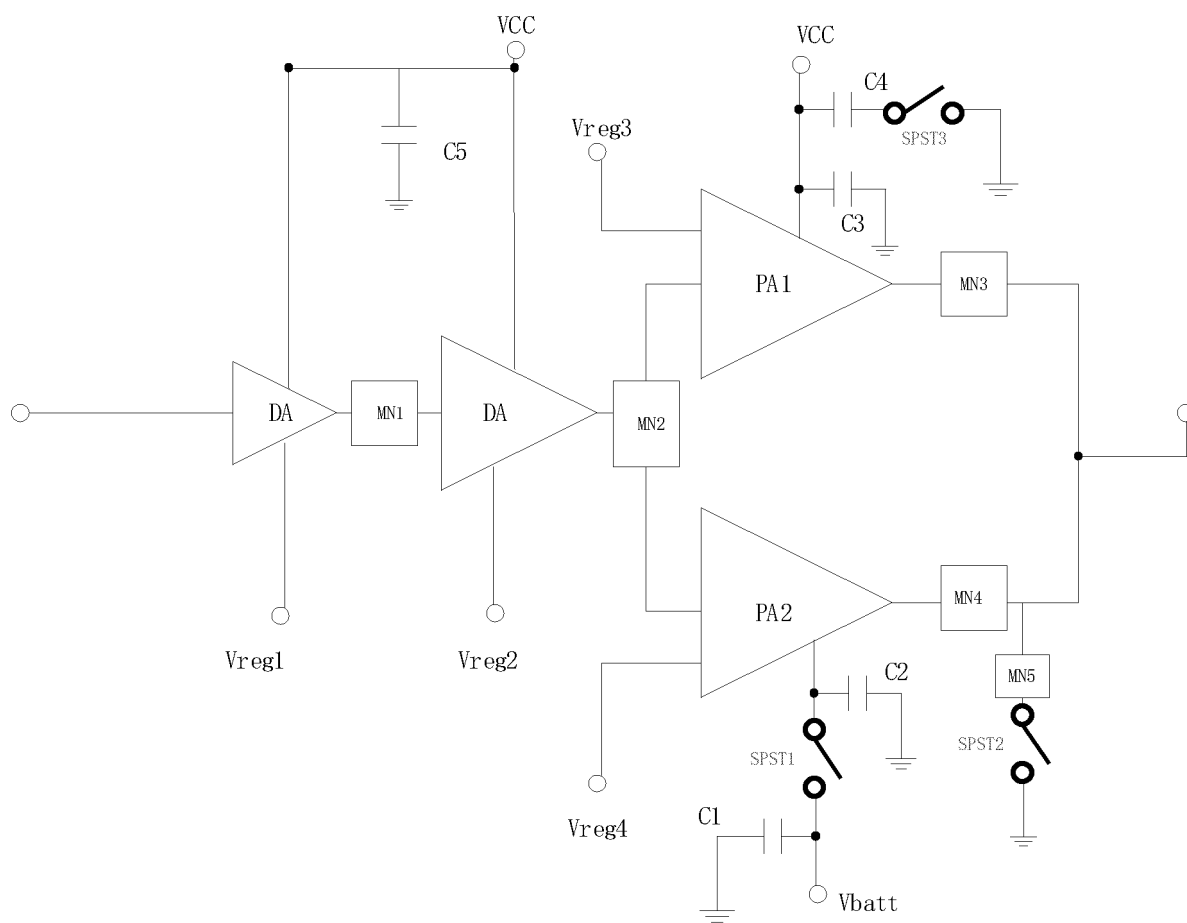 VCC
VCC
C4
SPST3
Vreg3
C5
C3
PA1
MN3
DA
MN1
DA
MN2
PA2
MN4
Vreg1
Vreg2
C2
MN5
SPST1
SPST2
Vreg4
C1
Vbatt